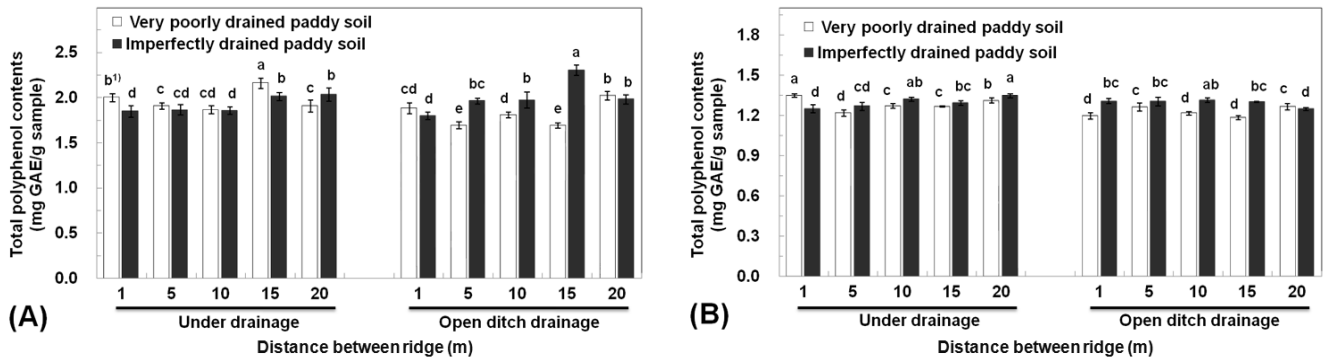 Very poorly drained paddy soil
Imperfectly drained paddy soil
Total polyphenol contents
(mg GAE/g sample)
2.5
2.0
1.5
1.0
0.5
0.0
b¹⁾ d c d cd d a b c b cd d e bc d b e a b b
1 5 10 15 20 1 5 10 15 20
Under drainage Open ditch drainage
(A)
Distance between ridge (m)
Very poorly drained paddy soil
Imperfectly drained paddy soil
Total polyphenol contents
(mg GAE/g sample)
1.8
1.5
1.2
0.9
0.6
0.3
0.0
a d d cd c ab c bc b a d bc cd bc d ab d bc c d
1 5 10 15 20 1 5 10 15 20
Under drainage Open ditch drainage
(B)
Distance between ridge (m)